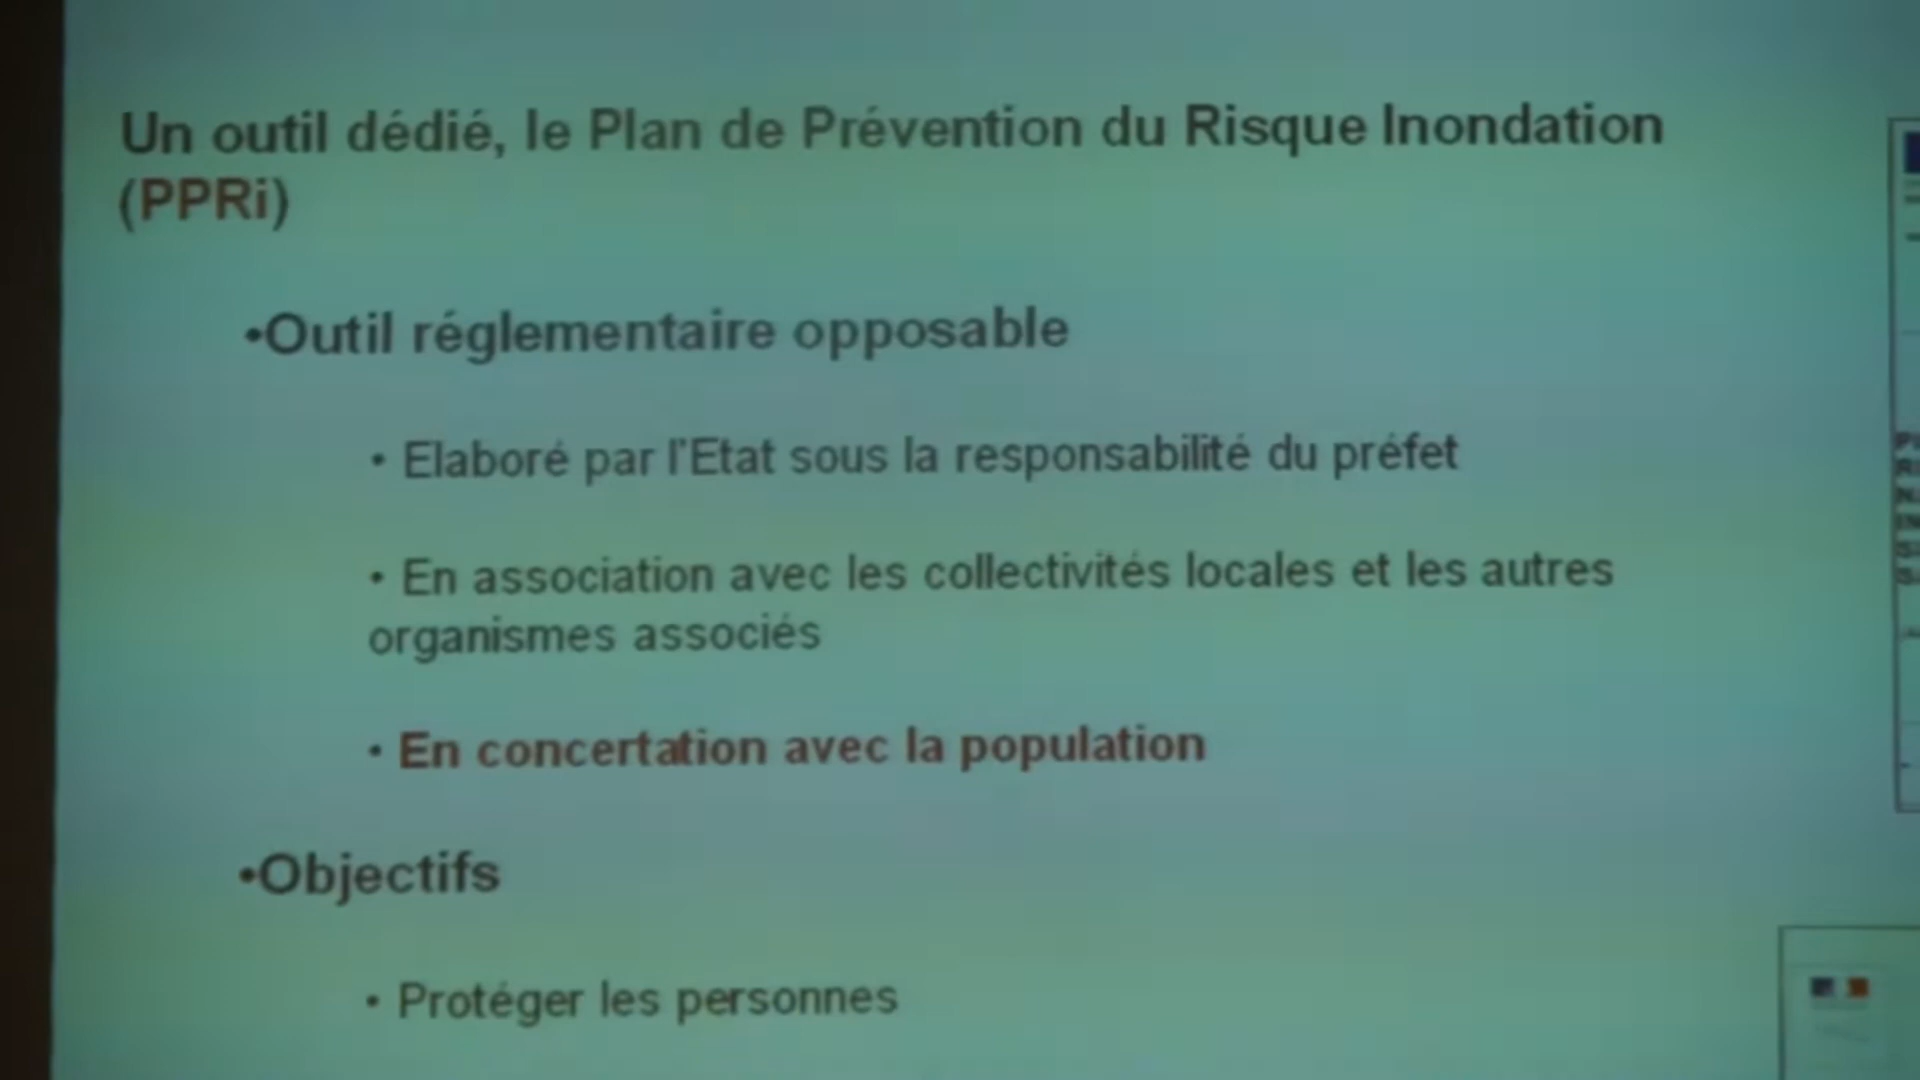 Un outil dédié, le Plan de Prévention du Risque Inondation
(PPRi)
•Outil réglementaire opposable
• Elaboré par l'Etat sous la responsabilité du préfet
• En association avec les collectivités locales et les autres
organismes associés
• En concertation avec la population
•Objectifs
• Protéger les personnes